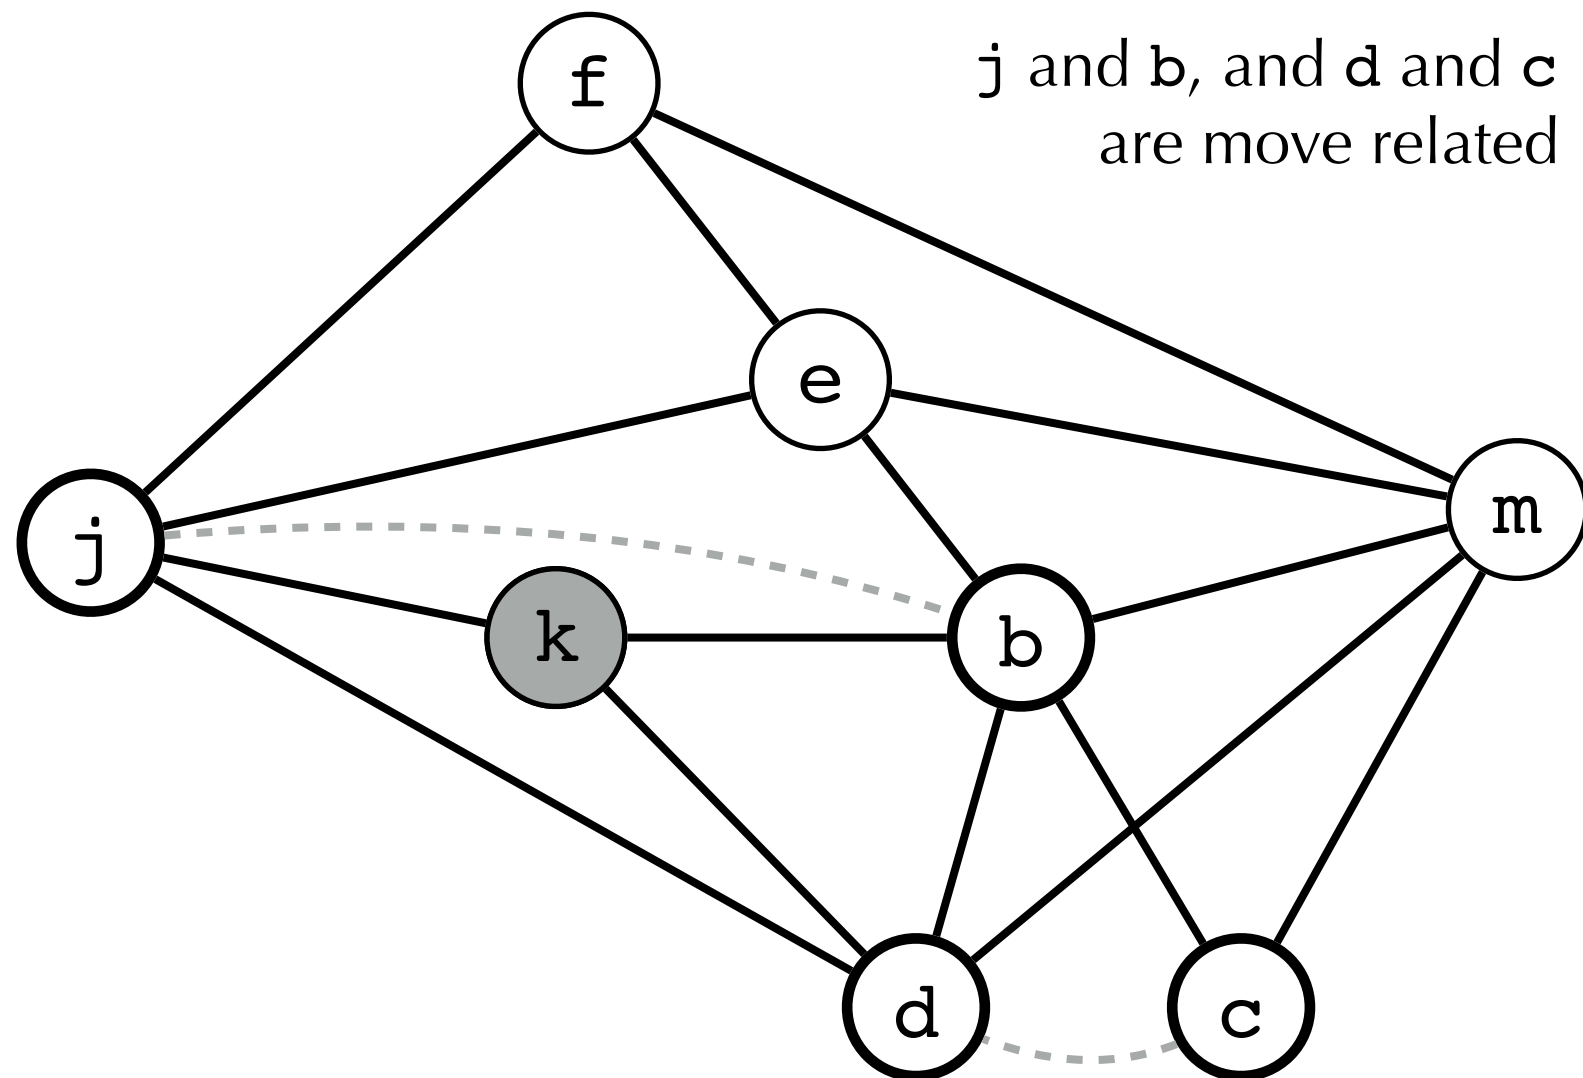 f
j and b, and d and c
are move related
e
m
j
k
b
d
c